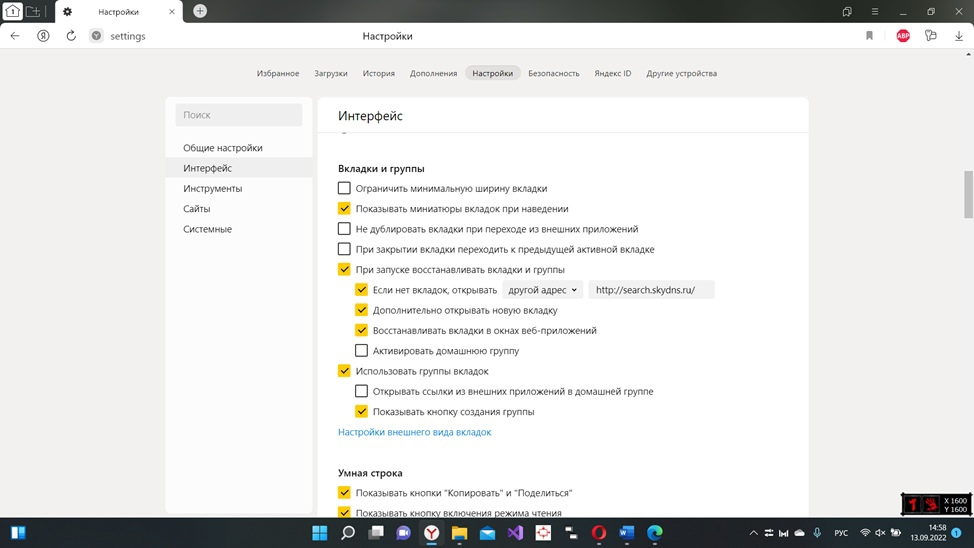 1
Настройки
settings
Настройки
ABP
Избранное Загрузки История Дополнения Настройки Безопасность Яндекс ID Другие устройства
Поиск
Общие настройки
Интерфейс
Инструменты
Сайты
Системные
Интерфейс
Вкладки и группы
Ограничить минимальную ширину вкладки
Показывать миниатюры вкладок при наведении
Не дублировать вкладки при переходе из внешних приложений
При закрытии вкладки переходить к предыдущей активной вкладке
При запуске восстанавливать вкладки и группы
Если нет вкладок, открывать другой адрес http://search.skydns.ru/
Дополнительно открывать новую вкладку
Восстанавливать вкладки в окнах веб-приложений
Активировать домашнюю группу
Использовать группы вкладок
Открывать ссылки из внешних приложений в домашней группе
Показывать кнопку создания группы
Настройки внешнего вида вкладок
Умная строка
Показывать кнопки "Копировать" и "Поделиться"
Показывать кнопку включения режима чтения
X 1600
Y 1600
РУС
14:58
13.09.2022
1